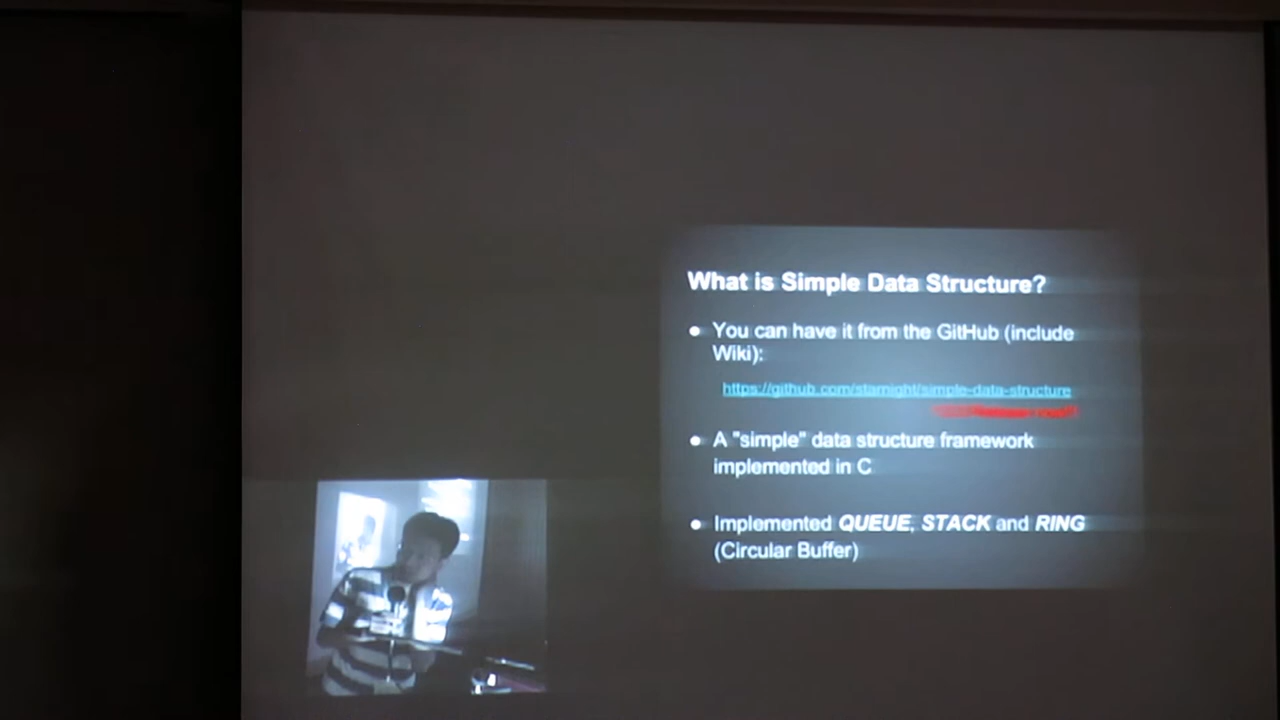 What is Simple Data Structure?
You can have it from the GitHub (include
Wiki):
https://github.com/starnight/simple-data-structure
A "simple" data structure framework
implemented in C
Implemented QUEUE, STACK and RING
(Circular Buffer)